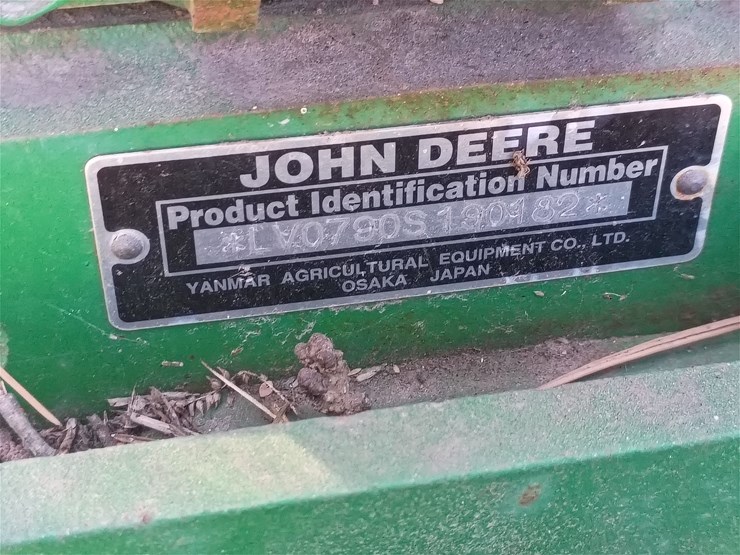 JOHN DEERE
Product Identification Number
*LV0790S190182*
YANMAR AGRICULTURAL EQUIPMENT CO., LTD.
OSAKA JAPAN